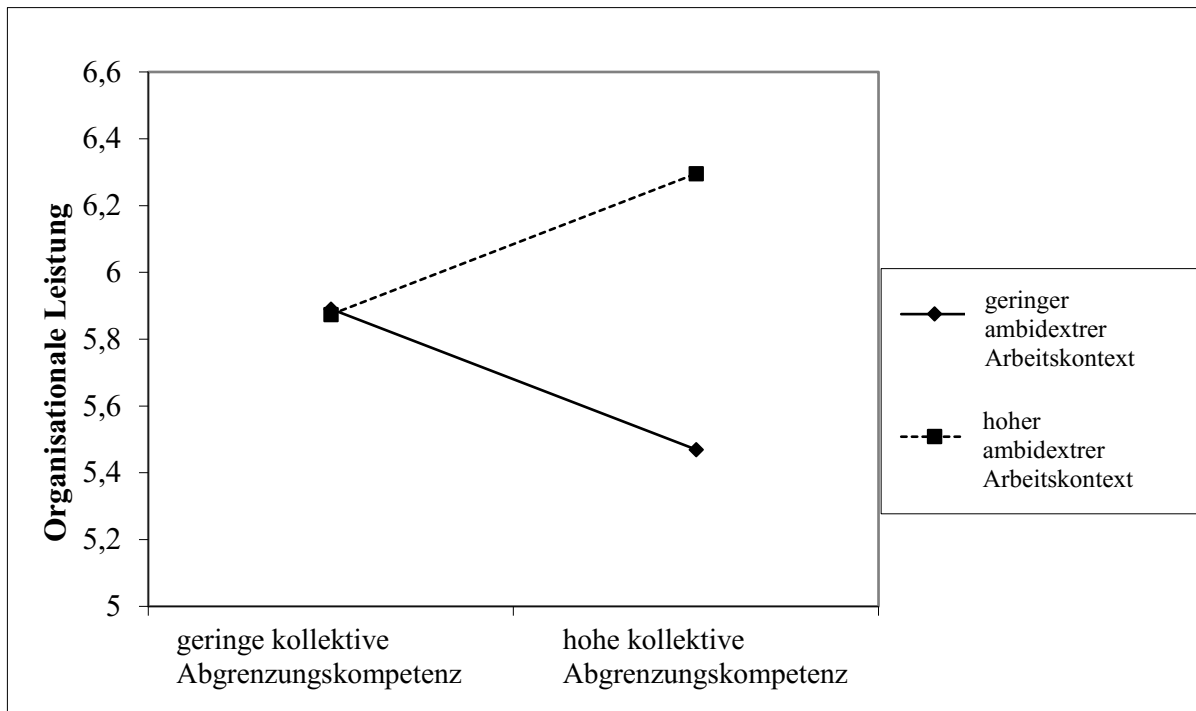 6,6
6,4
6,2
6
5,8
5,6
5,4
5,2
5
Organisationale Leistung
geringe kollektive
Abgrenzungskompetenz
hohe kollektive
Abgrenzungskompetenz
geringer
ambidextrer
Arbeitskontext
hoher
ambidextrer
Arbeitskontext